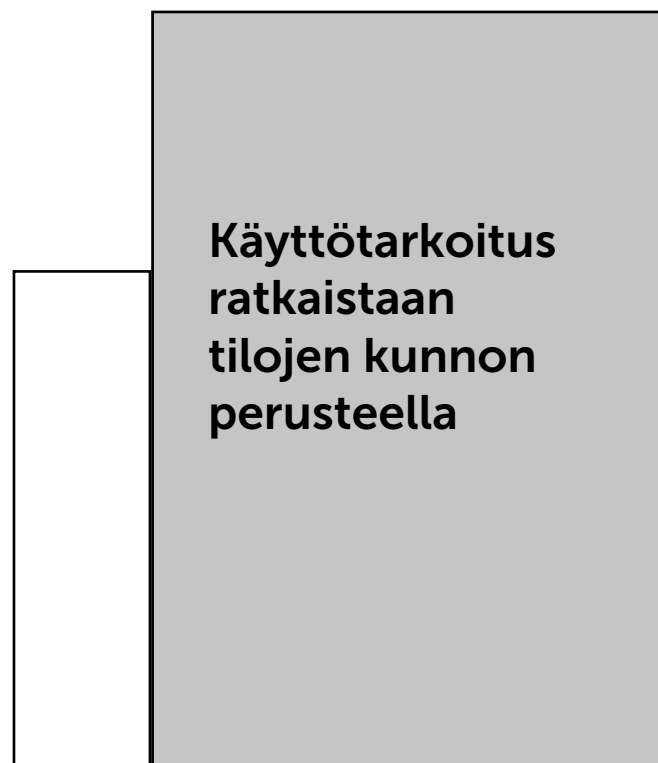 Käyttötarkoitus
ratkaistaan
tilojen kunnon
perusteella